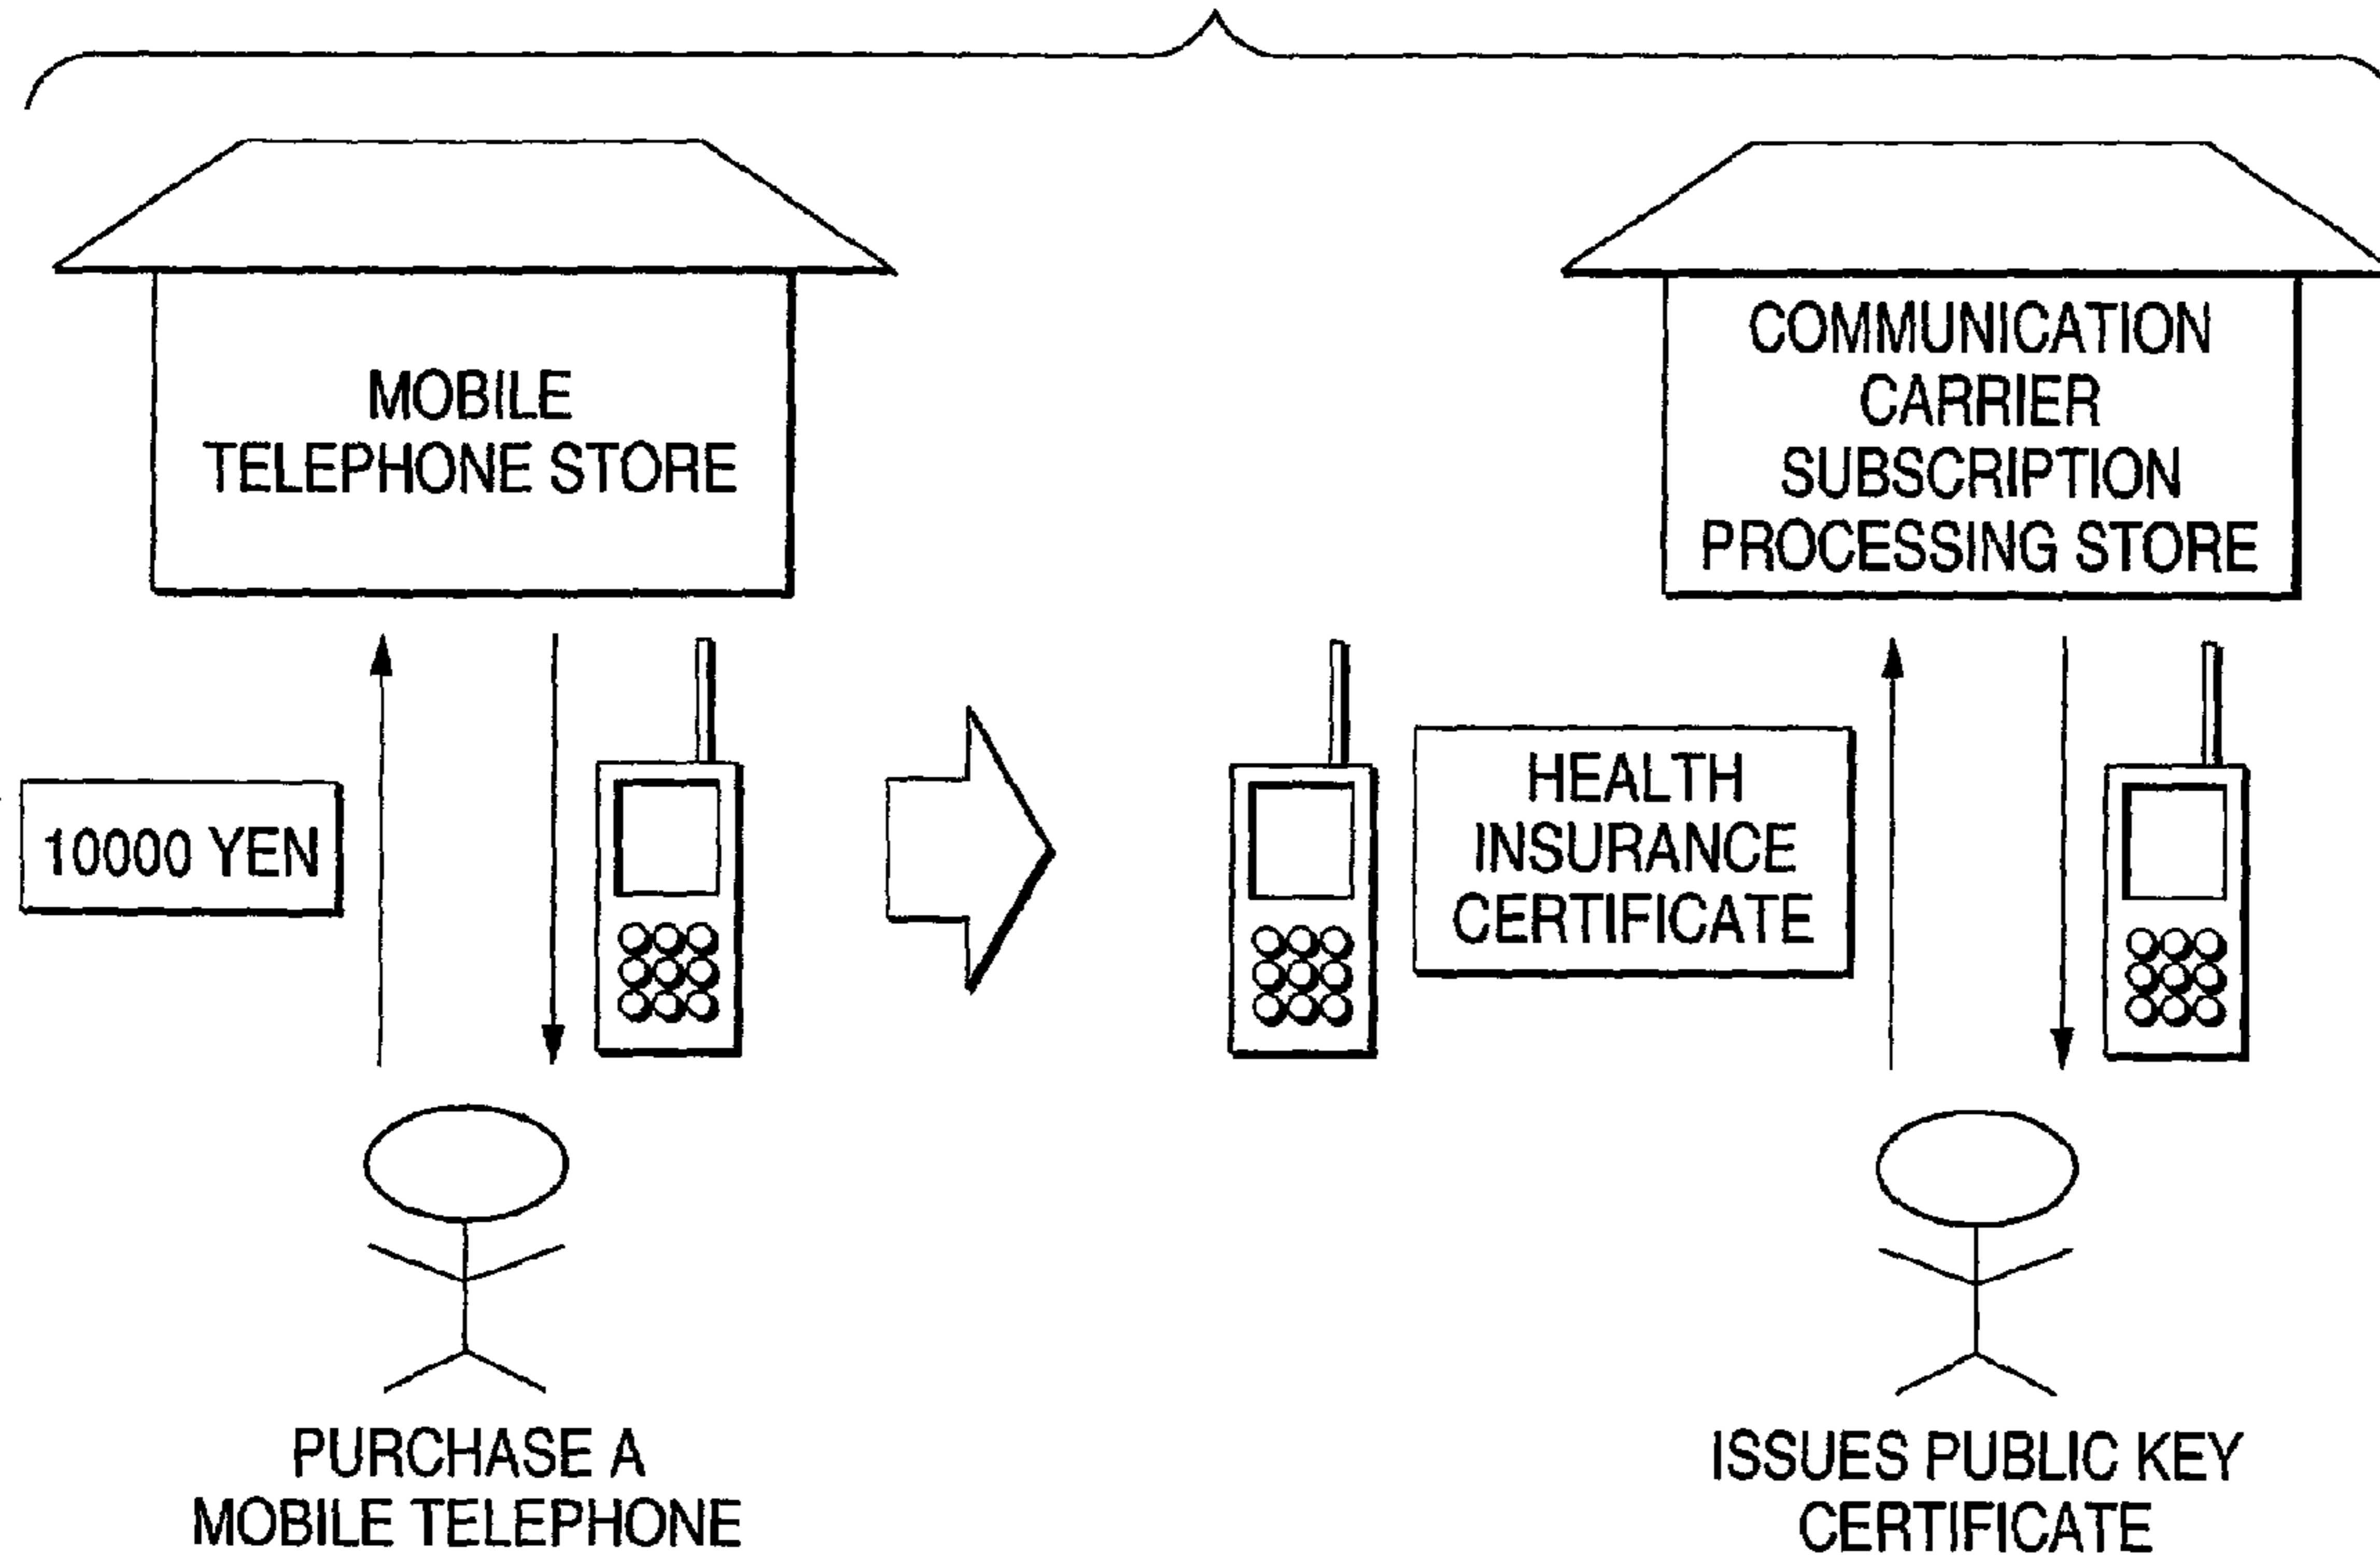 MOBILE
TELEPHONE STORE
10000 YEN
PURCHASE A
MOBILE TELEPHONE
COMMUNICATION
CARRIER
SUBSCRIPTION
PROCESSING STORE
HEALTH
INSURANCE
CERTIFICATE
ISSUES PUBLIC KEY
CERTIFICATE